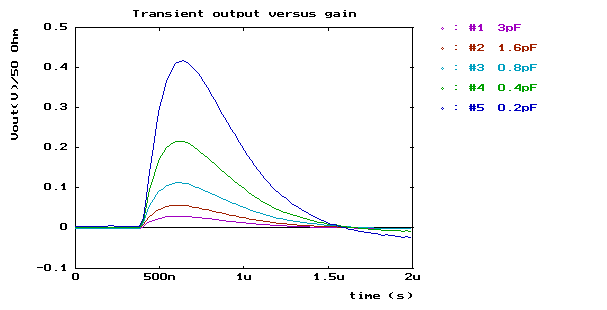 Transient output versus gain
Vout(V)/50 Ohm
0.5
0.4
0.3
0.2
0.1
0
-0.1
0
500n
1u
1.5u
2u
time (s)
: #1 3pF
: #2 1.6pF
: #3 0.8pF
: #4 0.4pF
: #5 0.2pF